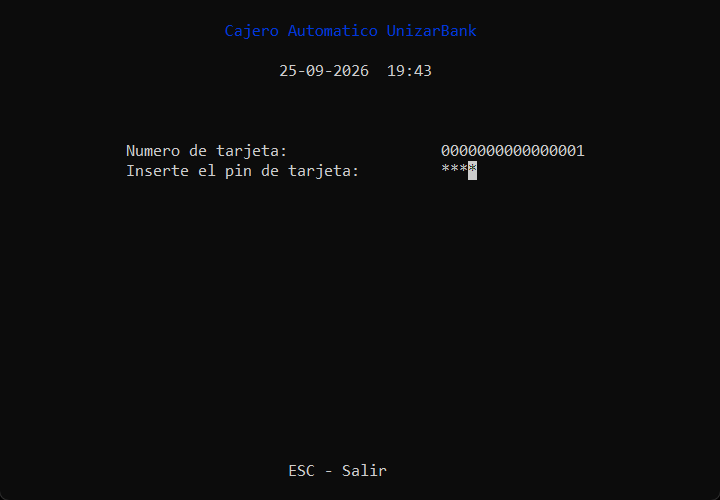 Cajero Automatico UnizarBank
25-09-2026 19:43
Numero de tarjeta: 0000000000000001
Inserte el pin de tarjeta: ****
ESC - Salir